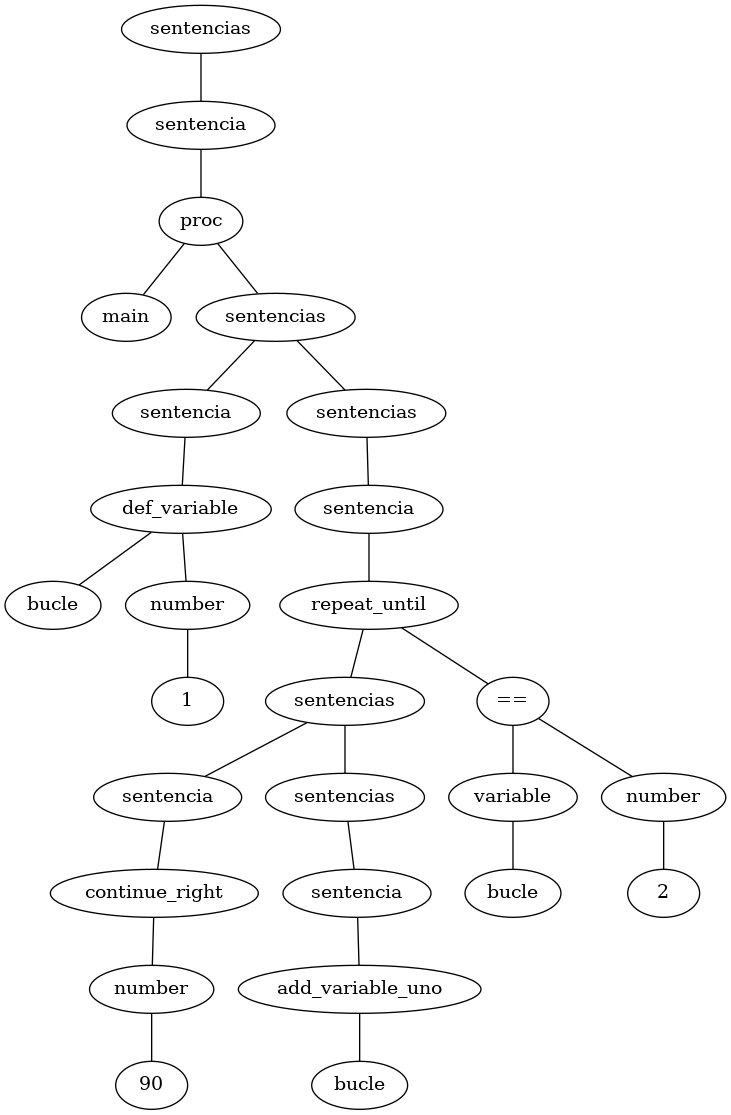 sentencias
sentencia
proc
main
sentencias
sentencia
sentencias
def_variable
sentencia
bucle
number
repeat_until
1
sentencias
==
sentencia
sentencias
variable
number
continue_right
sentencia
bucle
2
number
add_variable_uno
90
bucle